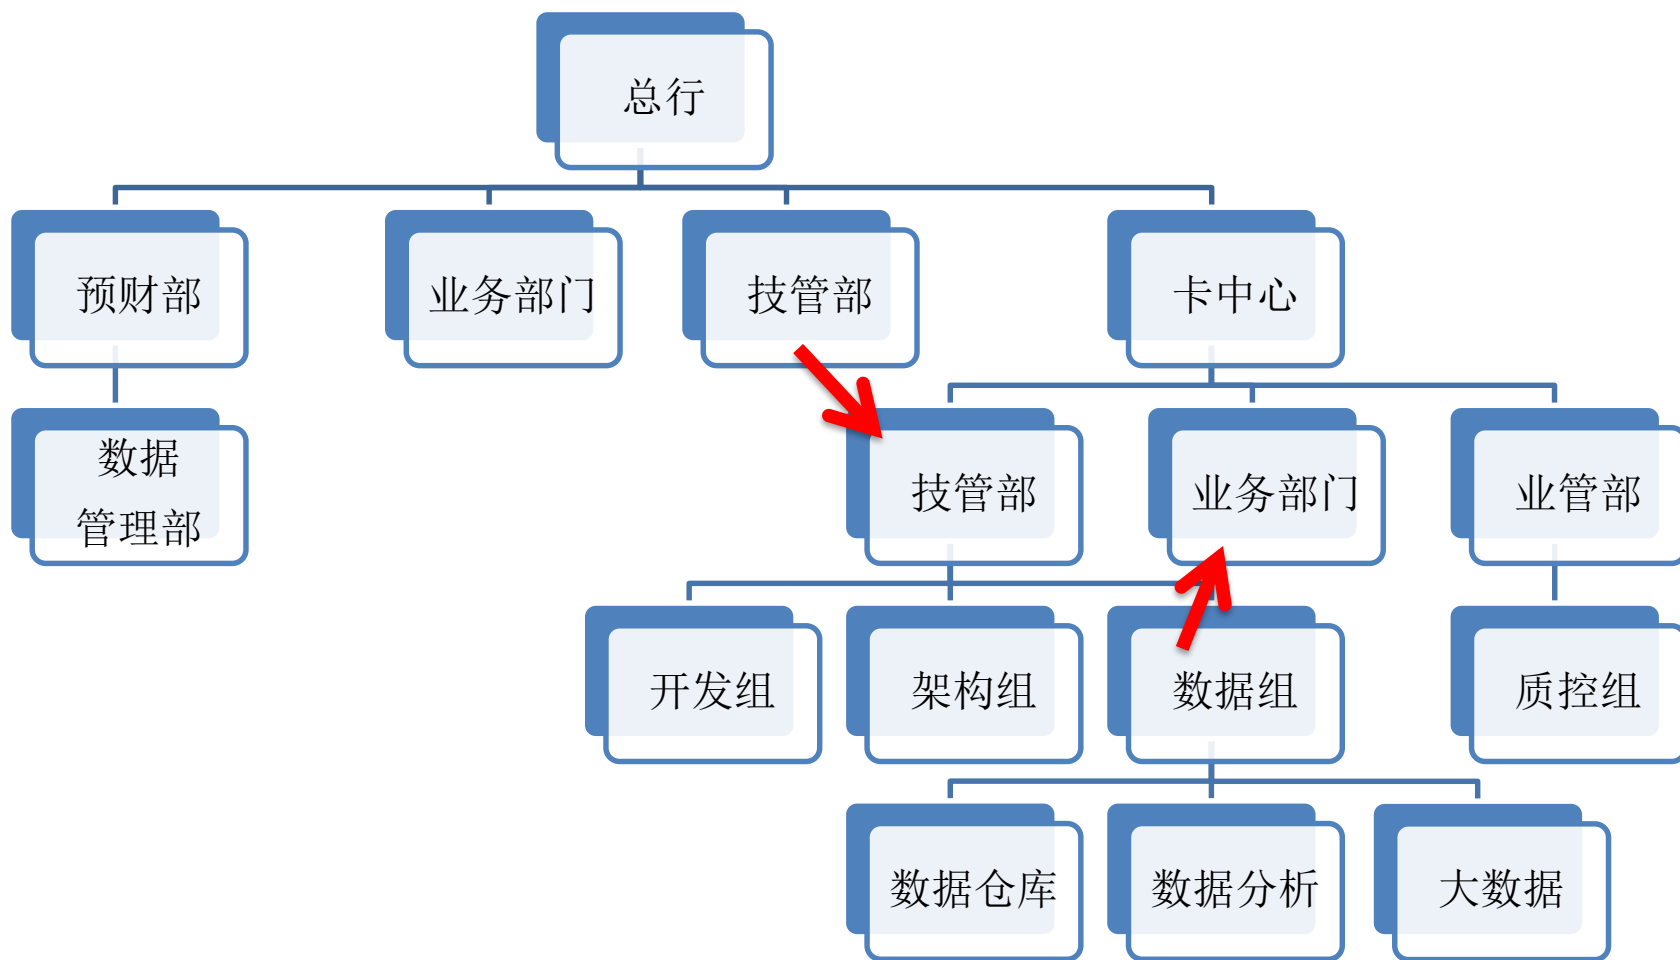 总行
预财部
业务部门
技管部
卡中心
数据
管理部
技管部
业务部门
业管部
开发组
架构组
数据组
质控组
数据仓库
数据分析
大数据